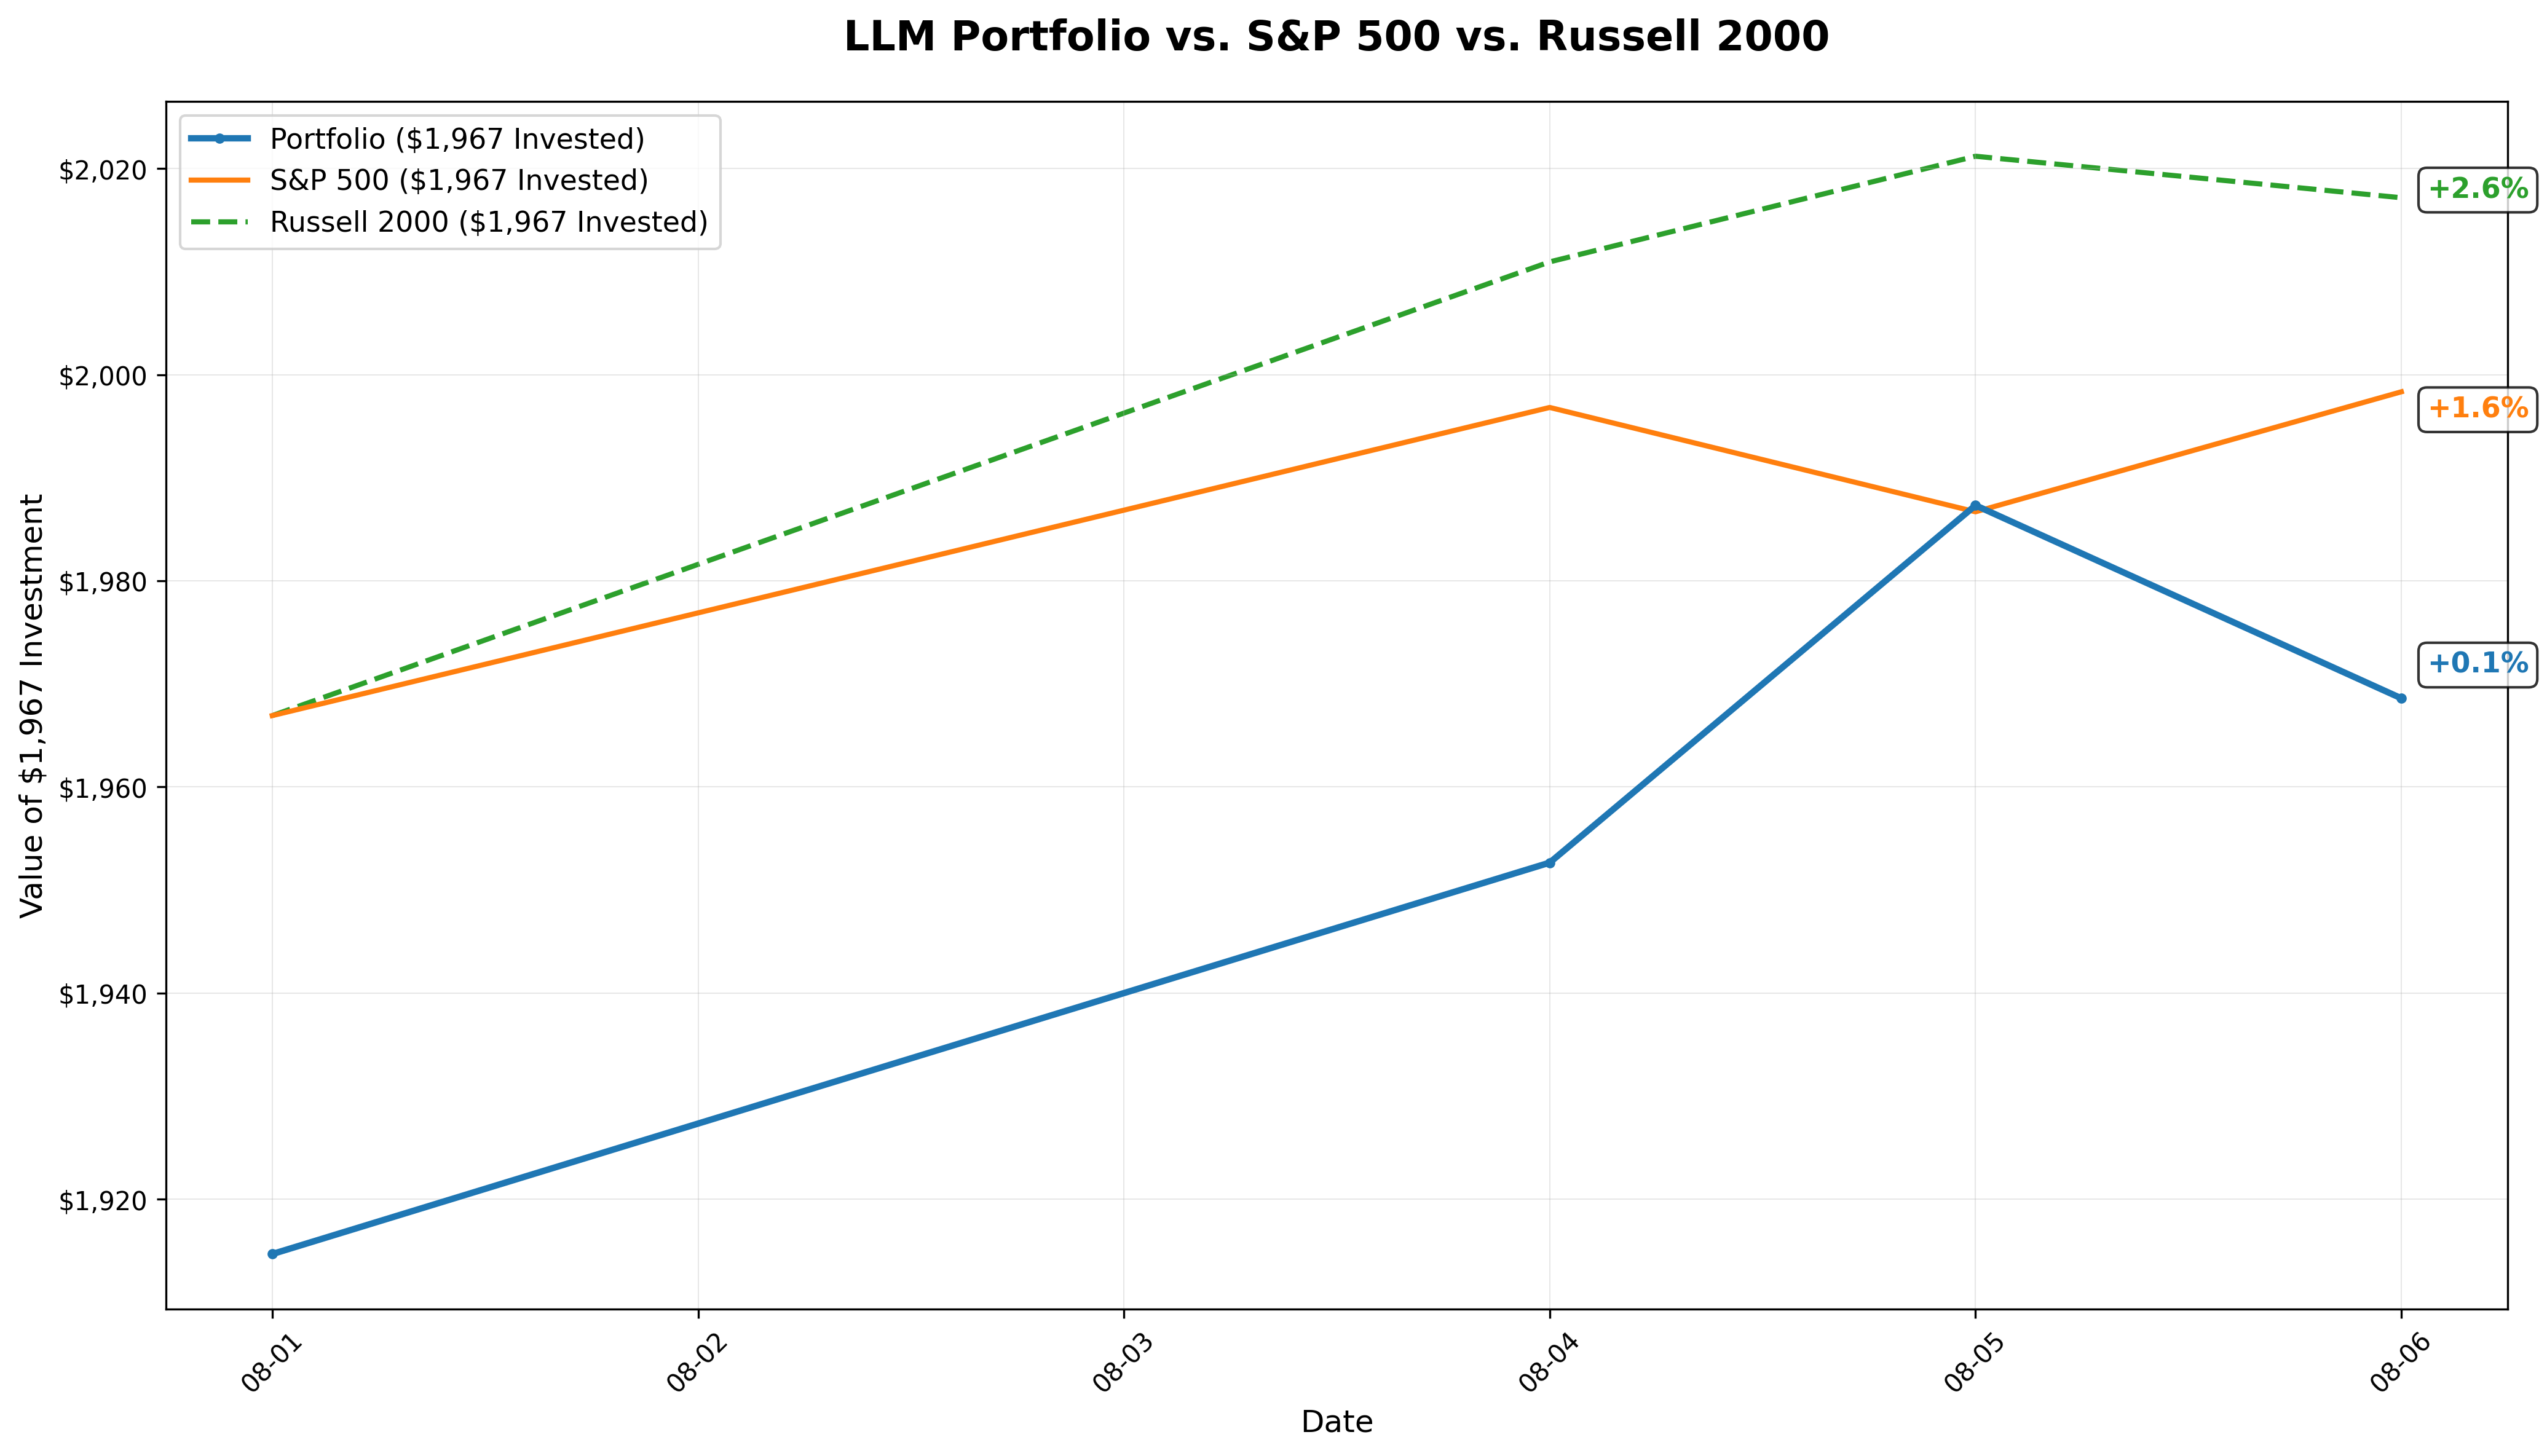 LLM Portfolio vs. S&P 500 vs. Russell 2000
Portfolio ($1,967 Invested)
S&P 500 ($1,967 Invested)
Russell 2000 ($1,967 Invested)
Value of $1,967 Investment
$2,020
$2,000
$1,980
$1,960
$1,940
$1,920
+2.6%
+1.6%
+0.1%
08-01
08-02
08-03
08-04
08-05
08-06
Date